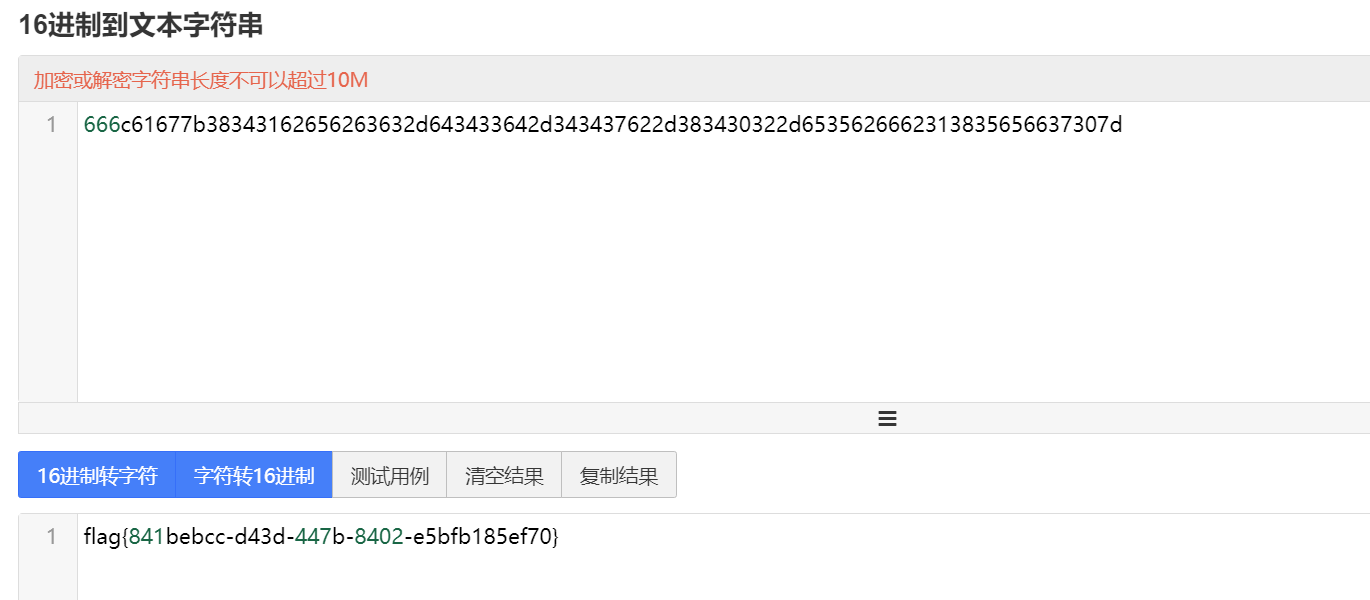 16进制到文本字符串
加密或解密字符串长度不可以超过10M
1 666c61677b38343162656263632d643433642d343437622d383430322d6535626662313835656637307d
16进制转字符 字符转16进制 测试用例 清空结果 复制结果
1 flag{841bebcc-d43d-447b-8402-e5bfb185ef70}